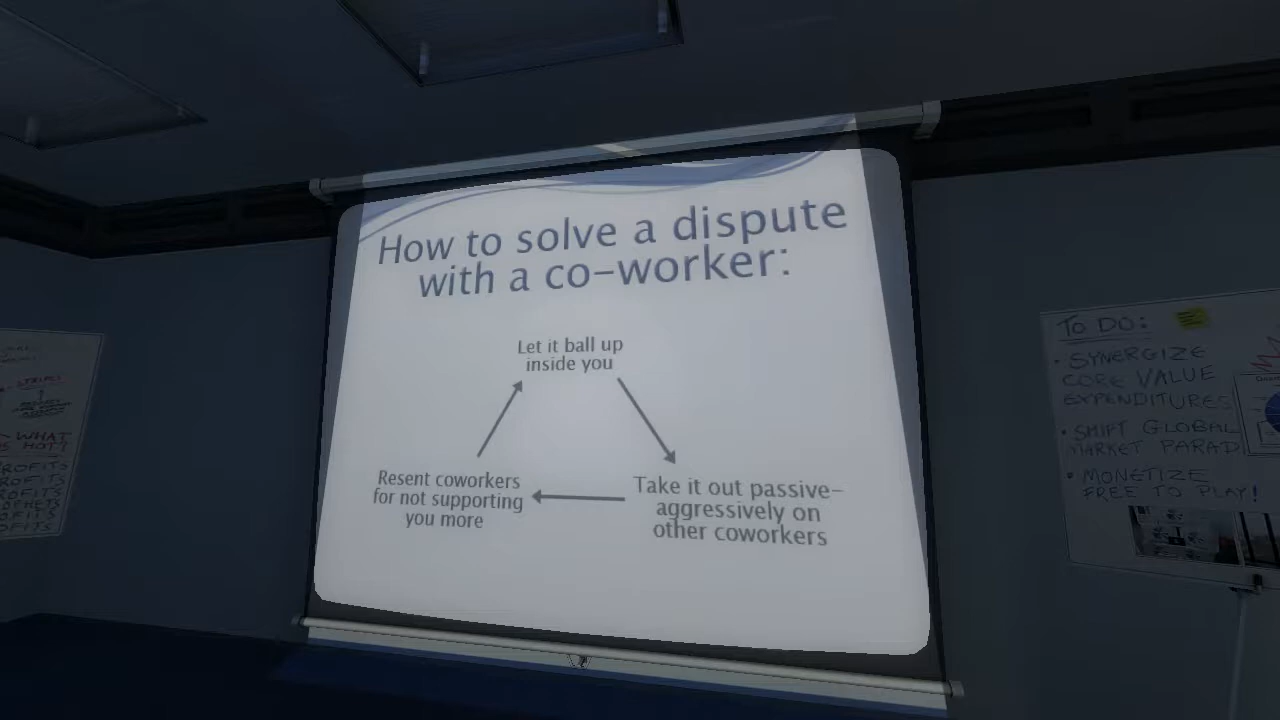 How to solve a dispute
with a co-worker:
Let it ball up
inside you
Take it out passive-
aggressively on
other coworkers
Resent coworkers
for not supporting
you more
TO DO:
• SYNERGIZE
CORE VALUE
EXPENDITURES
• SHIFT GLOBAL
MARKET
• MONETIZE
FREE TO PLAY!
WHAT
HOT?
PROFITS
PROFITS
PROFITS